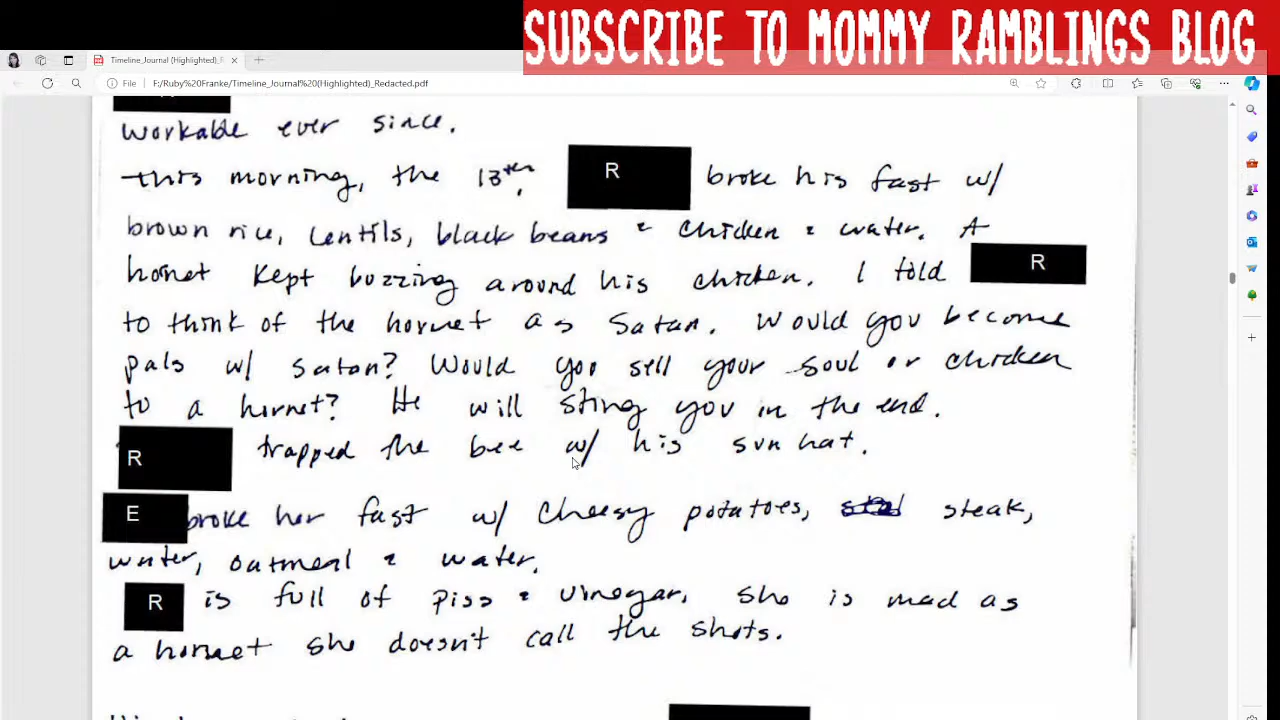 SUBSCRIBE TO MOMMY RAMBLINGS BLOG
Timeline_Journal (Highlighted)_R
File F:/Ruby%20Franke/Timeline_Journal%20(Highlighted)_Redacted.pdf
workable ever since.
This morning, the 13th, R broke his fast w/
brown rice, lentils, black beans & chicken & water. A
hornet kept buzzing around his chicken. I told R
to think of the hornet as Satan. Would you become
pals w/ satan? Would you sell your soul or chicken
to a hornet? He will sting you in the end.
R trapped the bee w/ his sun hat.
E broke her fast w/ cheesy potatoes, steak,
water, oatmeal & water.
R is full of piss & vinegar. She is mad as
a hornet she doesn't call the shots.